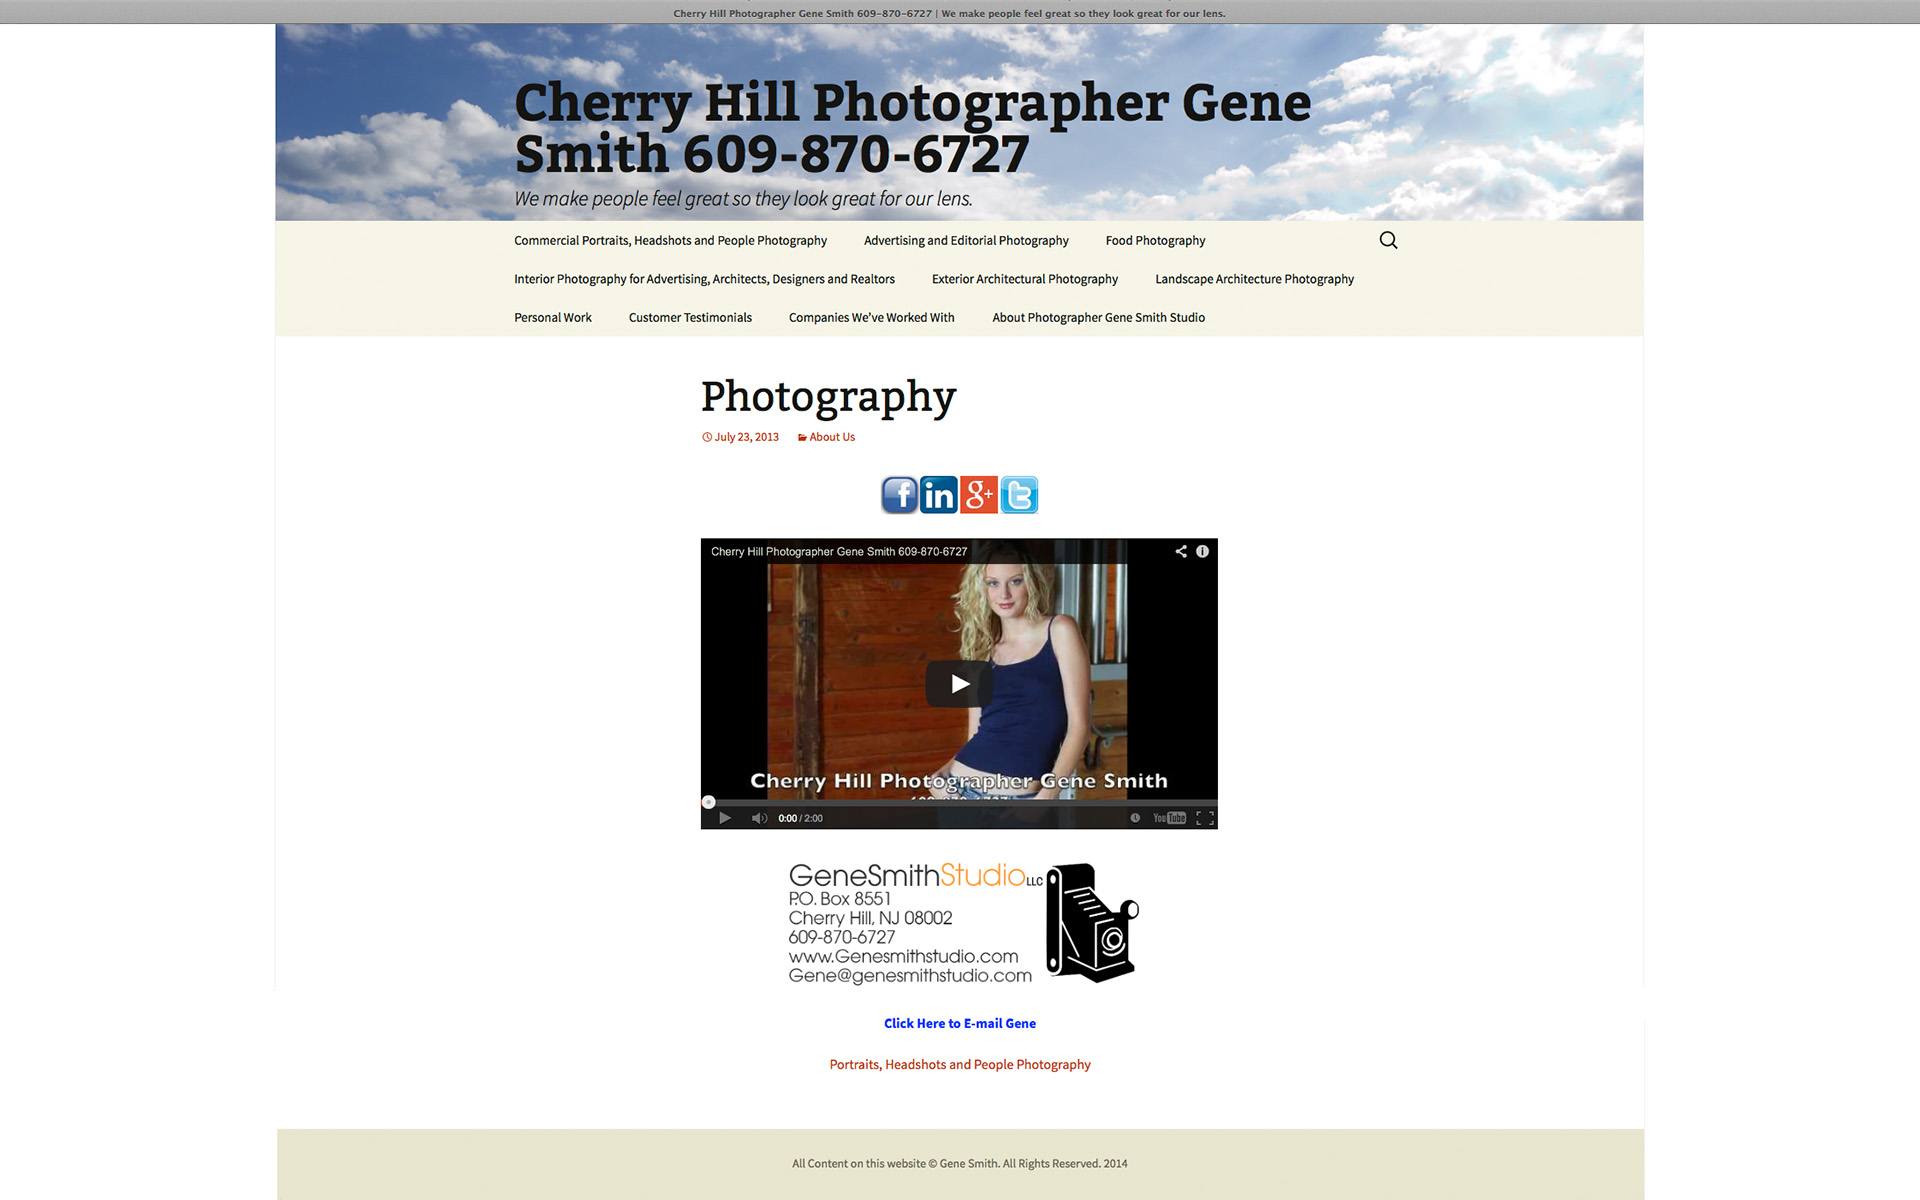 Cherry Hill Photographer Gene Smith 609-870-6727 | We make people feel great so they look great for our lens.
Cherry Hill Photographer Gene
Smith 609-870-6727
We make people feel great so they look great for our lens.
Commercial Portraits, Headshots and People Photography Advertising and Editorial Photography Food Photography
Interior Photography for Advertising, Architects, Designers and Realtors Exterior Architectural Photography Landscape Architecture Photography
Personal Work Customer Testimonials Companies We've Worked With About Photographer Gene Smith Studio
Photography
July 23, 2013 About Us
f in g+ t
Cherry Hill Photographer Gene Smith 609-870-6727
Cherry Hill Photographer Gene Smith
609-870-6727
0:00 / 2:00 YouTube
GeneSmithStudio LLC
P.O. Box 8551
Cherry Hill, NJ 08002
609-870-6727
www.Genesmithstudio.com
Gene@genesmithstudio.com
Click Here to E-mail Gene
Portraits, Headshots and People Photography
All Content on this website © Gene Smith. All Rights Reserved. 2014